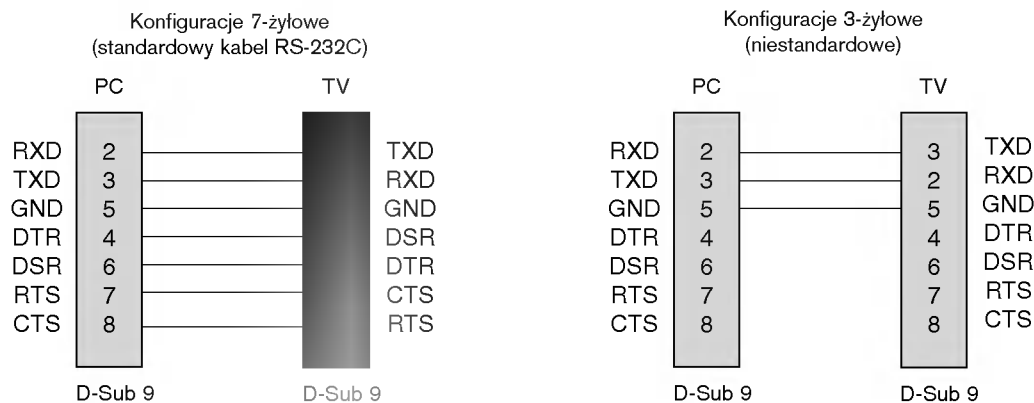 Konfiguracje 7-żyłowe
(standardowy kabel RS-232C)
PC TV
RXD 2 TXD
TXD 3 RXD
GND 5 GND
DTR 4 DSR
DSR 6 DTR
RTS 7 CTS
CTS 8 RTS
D-Sub 9 D-Sub 9
Konfiguracje 3-żyłowe
(niestandardowe)
PC TV
RXD 2 3 TXD
TXD 3 2 RXD
GND 5 5 GND
DTR 4 4 DTR
DSR 6 6 DSR
RTS 7 7 RTS
CTS 8 8 CTS
D-Sub 9 D-Sub 9